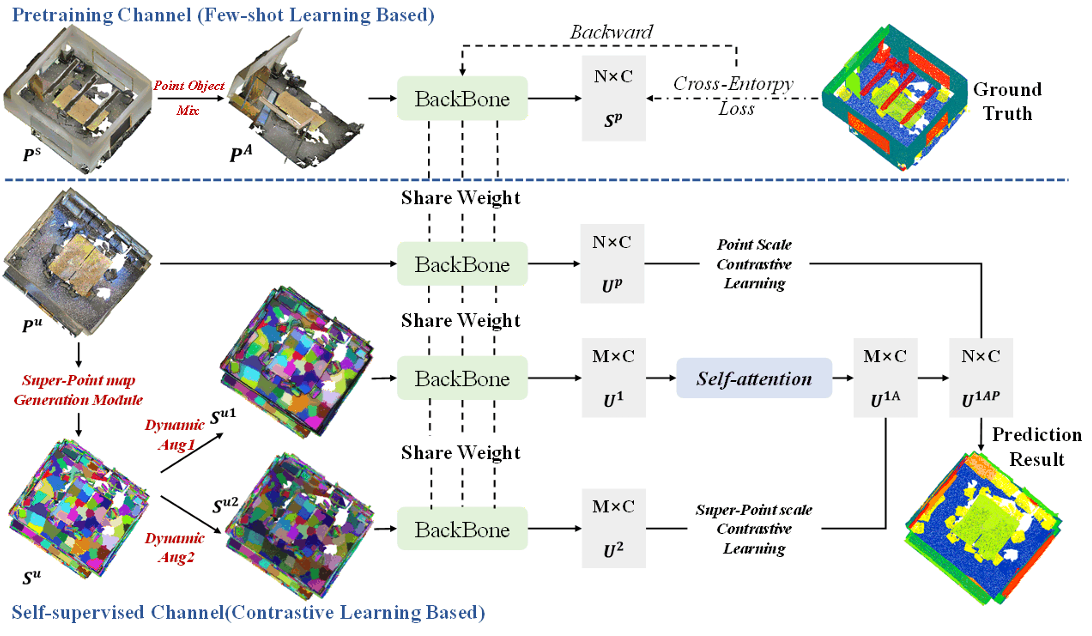 Pretraining Channel (Few-shot Learning Based)
Point Object
Mix
P^s
P^A
BackBone
Backward
N×C
S^p
Cross-Entorpy
Loss
Ground
Truth
Share Weight
P^u
BackBone
N×C
U^p
Point Scale
Contrastive
Learning
Share Weight
Super-Point map
Generation Module
Dynamic
Aug1
S^u1
BackBone
M×C
U^1
Self-attention
M×C
U^1A
N×C
U^1AP
Prediction
Result
Share Weight
S^u
Dynamic
Aug2
S^u2
BackBone
M×C
U^2
Super-Point scale
Contrastive
Learning
Self-supervised Channel(Contrastive Learning Based)